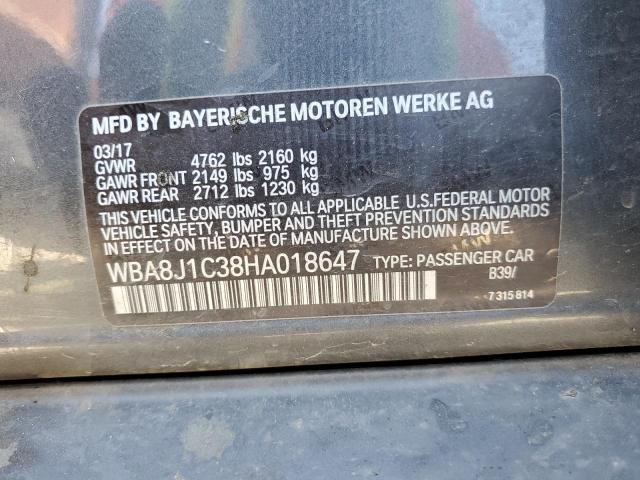 MFD BY BAYERISCHE MOTOREN WERKE AG
03/17
GVWR 4762 lbs 2160 kg
GAWR FRONT 2149 lbs 975 kg
GAWR REAR 2712 lbs 1230 kg
THIS VEHICLE CONFORMS TO ALL APPLICABLE U.S.FEDERAL MOTOR
VEHICLE SAFETY, BUMPER, AND THEFT PREVENTION STANDARDS
IN EFFECT ON THE DATE OF MANUFACTURE SHOWN ABOVE.
WBA8J1C38HA018647 TYPE: PASSENGER CAR
B39/
7 315 814